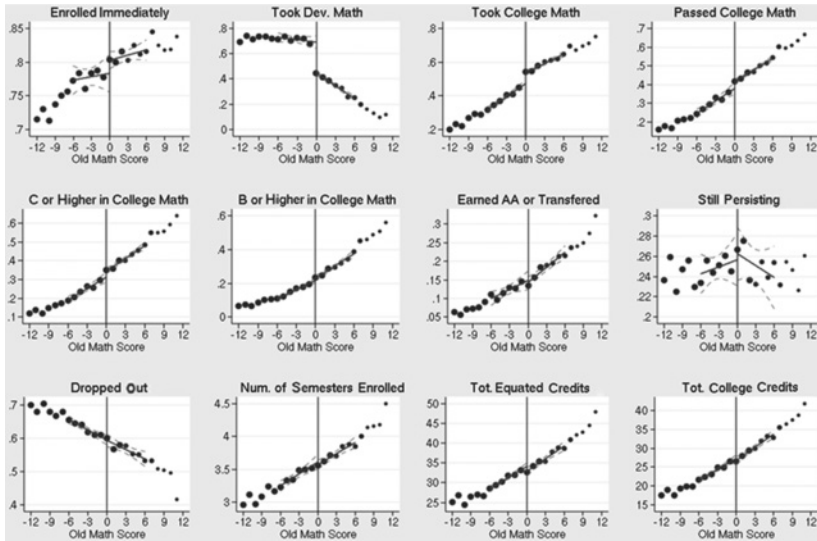 Enrolled Immediately
.85
.8
.75
.7
-12 -9 -6 -3 0 3 6 9 12
Old Math Score
Took Dev. Math
.8
.6
.4
.2
0
-12 -9 -6 -3 0 3 6 9 12
Old Math Score
Took College Math
.8
.6
.4
.2
-12 -9 -6 -3 0 3 6 9 12
Old Math Score
Passed College Math
.7
.6
.5
.4
.3
.2
-12 -9 -6 -3 0 3 6 9 12
Old Math Score
C or Higher in College Math
.6
.5
.4
.3
.2
.1
-12 -9 -6 -3 0 3 6 9 12
Old Math Score
B or Higher in College Math
.6
.4
.2
0
-12 -9 -6 -3 0 3 6 9 12
Old Math Score
Earned AA or Transfered
.3
.25
.2
.15
.1
.05
-12 -9 -6 -3 0 3 6 9 12
Old Math Score
Still Persisting
.3
.28
.26
.24
.22
.2
-12 -9 -6 -3 0 3 6 9 12
Old Math Score
Dropped Out
.7
.6
.5
.4
-12 -9 -6 -3 0 3 6 9 12
Old Math Score
Num. of Semesters Enrolled
4.5
4
3.5
3
-12 -9 -6 -3 0 3 6 9 12
Old Math Score
Tot. Equated Credits
50
45
40
35
30
25
-12 -9 -6 -3 0 3 6 9 12
Old Math Score
Tot. College Credits
40
35
30
25
20
15
-12 -9 -6 -3 0 3 6 9 12
Old Math Score